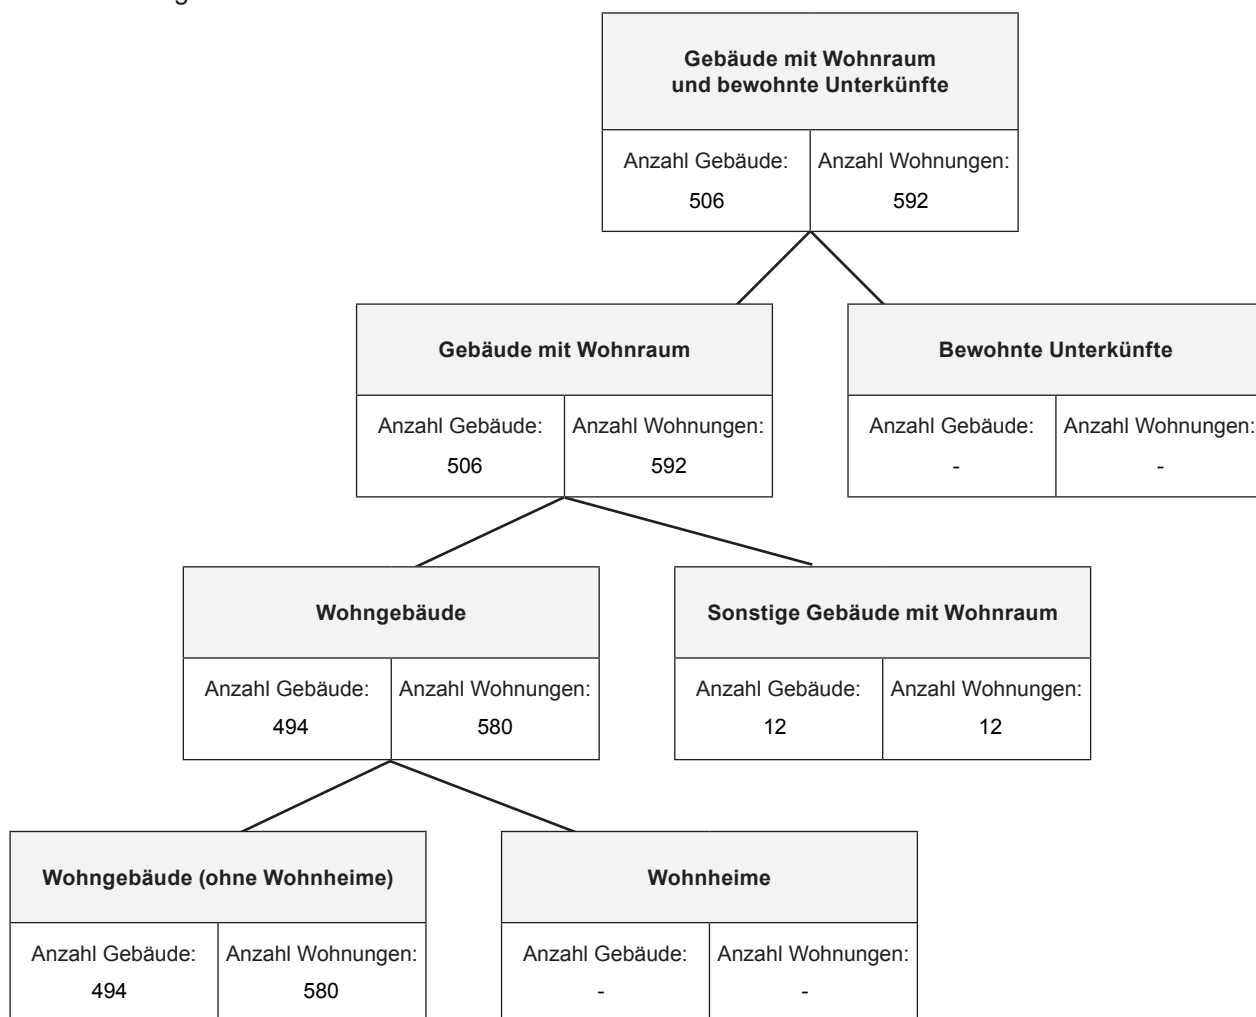 Gebäude mit Wohnraum
und bewohnte Unterkünfte
Anzahl Gebäude: Anzahl Wohnungen:
506 592
Gebäude mit Wohnraum Bewohnte Unterkünfte
Anzahl Gebäude: Anzahl Wohnungen: Anzahl Gebäude: Anzahl Wohnungen:
506 592 - -
Wohngebäude Sonstige Gebäude mit Wohnraum
Anzahl Gebäude: Anzahl Wohnungen: Anzahl Gebäude: Anzahl Wohnungen:
494 580 12 12
Wohngebäude (ohne Wohnheime) Wohnheime
Anzahl Gebäude: Anzahl Wohnungen: Anzahl Gebäude: Anzahl Wohnungen:
494 580 - -